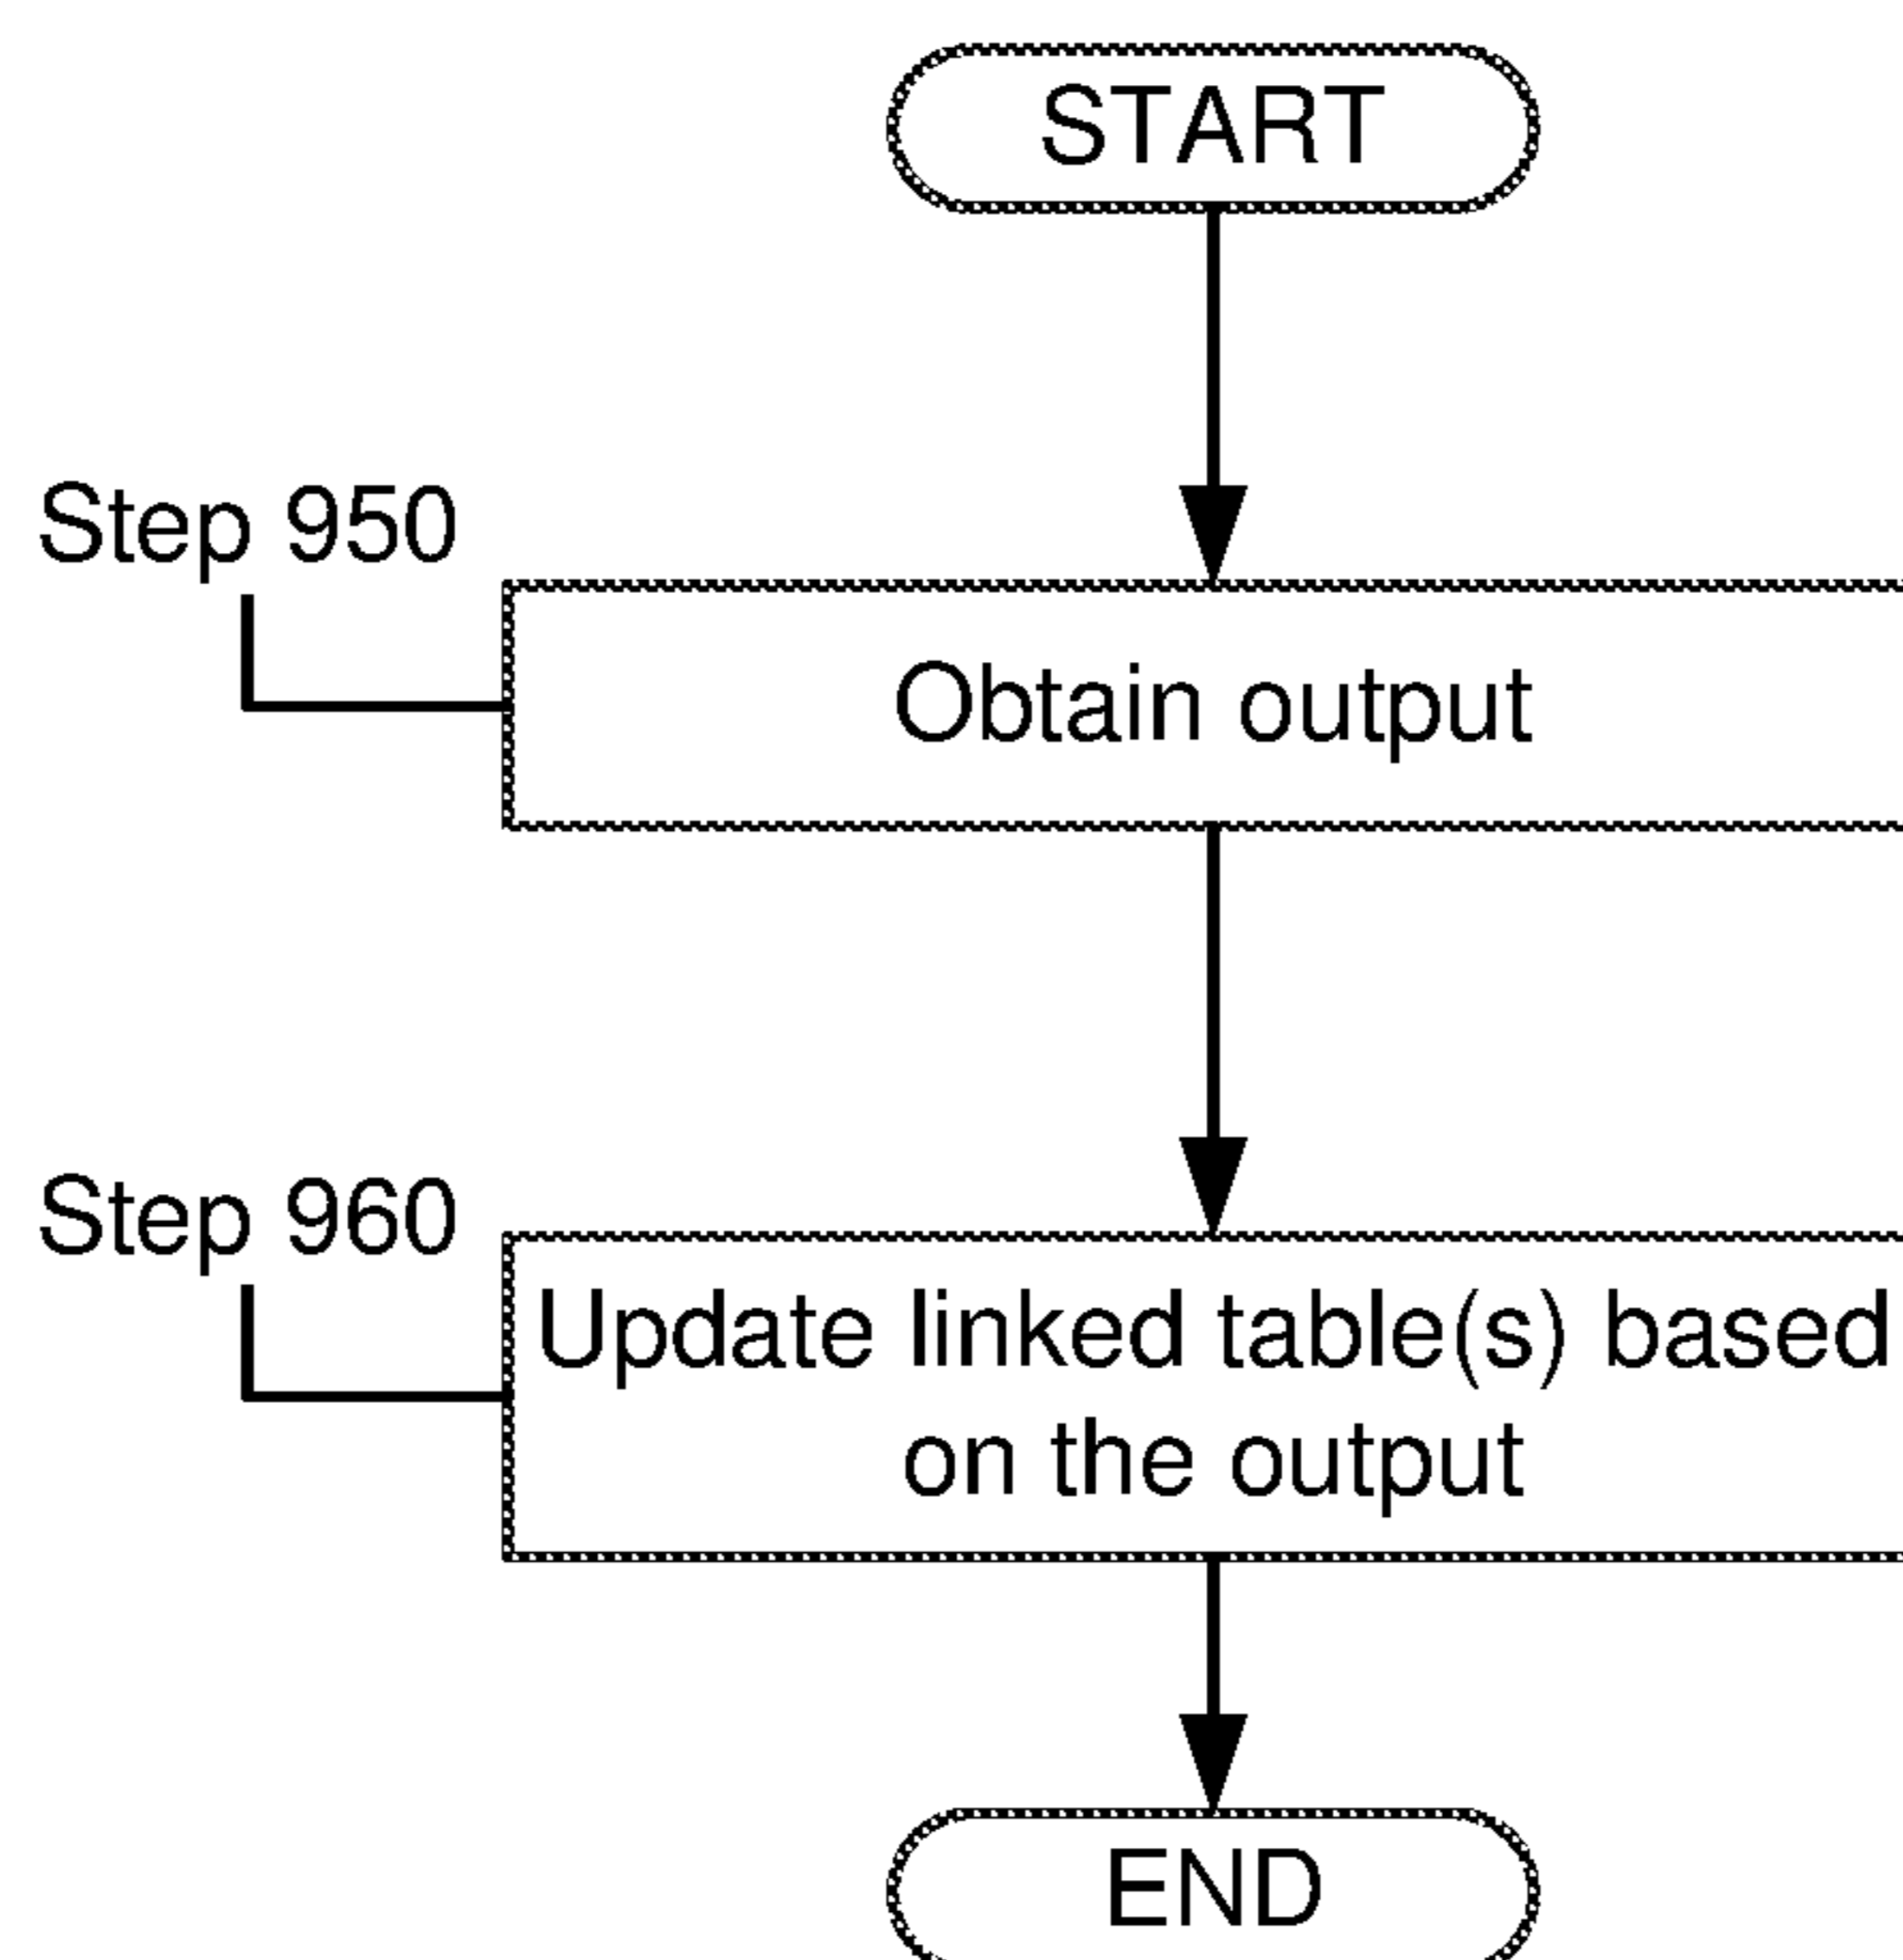 START
Step 950
Obtain output
Step 960
Update linked table(s) based
on the output
END